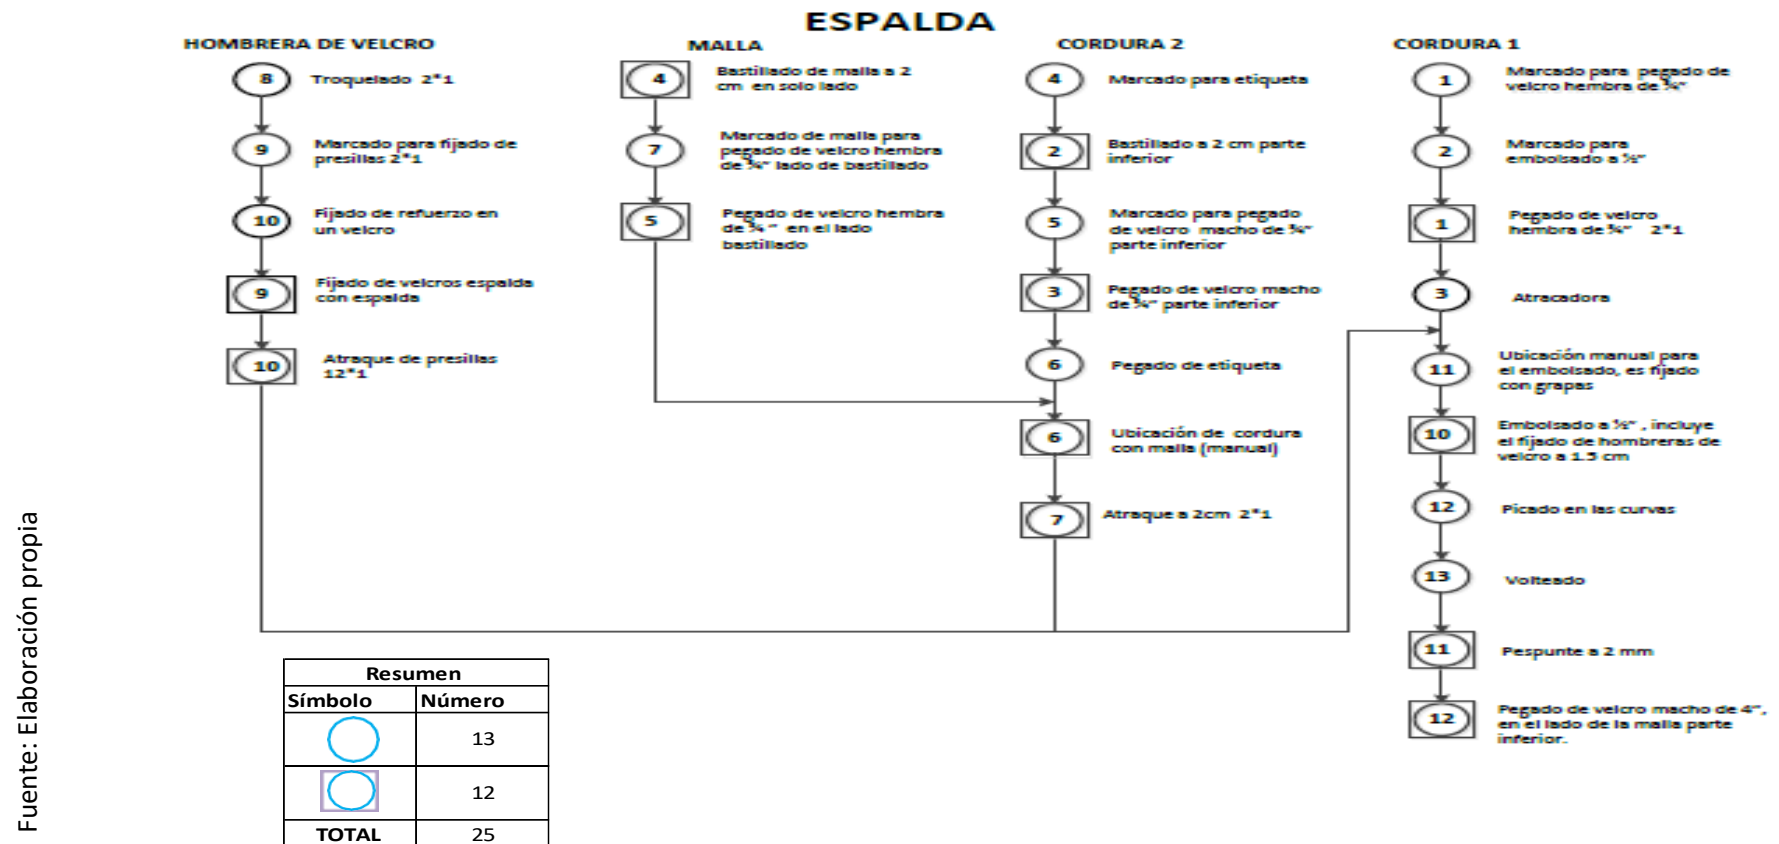 ESPALDA
HOMBRERA DE VELCRO
8
Troquelado 2*1
9
Marcado para fijado de
presillas 2*1
10
Fijado de refuerzo en
un velcro
9
Fijado de velcros espalda
con espalda
10
Atraque de presillas
12*1
MALLA
4
Bastillado de malla a 2
cm en solo lado
7
Marcado de malla para
pegado de velcro hembra
de ¾" lado de bastillado
5
Pegado de velcro hembra
de ¾ " en el lado
bastillado
CORDURA 2
4
Marcado para etiqueta
2
Bastillado a 2 cm parte
inferior
5
Marcado para pegado
de velcro macho de ¾"
parte inferior
3
Pegado de velcro macho
de ¾" parte inferior
6
Pegado de etiqueta
6
Ubicación de cordura
con malla (manual)
7
Atraque a 2cm 2*1
CORDURA 1
1
Marcado para pegado de
velcro hembra de ¾"
2
Marcado para
embolsado a ½"
1
Pegado de velcro
hembra de ¾" 2*1
3
Atracadora
11
Ubicación manual para
el embolsado, es fijado
con grapas
10
Embolsado a ½" , incluye
el fijado de hombreras de
velcro a 1.5 cm
12
Picado en las curvas
13
Volteado
11
Pespunte a 2 mm
12
Pegado de velcro macho de 4",
en el lado de la malla parte
inferior.
Resumen
Símbolo Número
13
12
TOTAL 25
Fuente: Elaboración propia